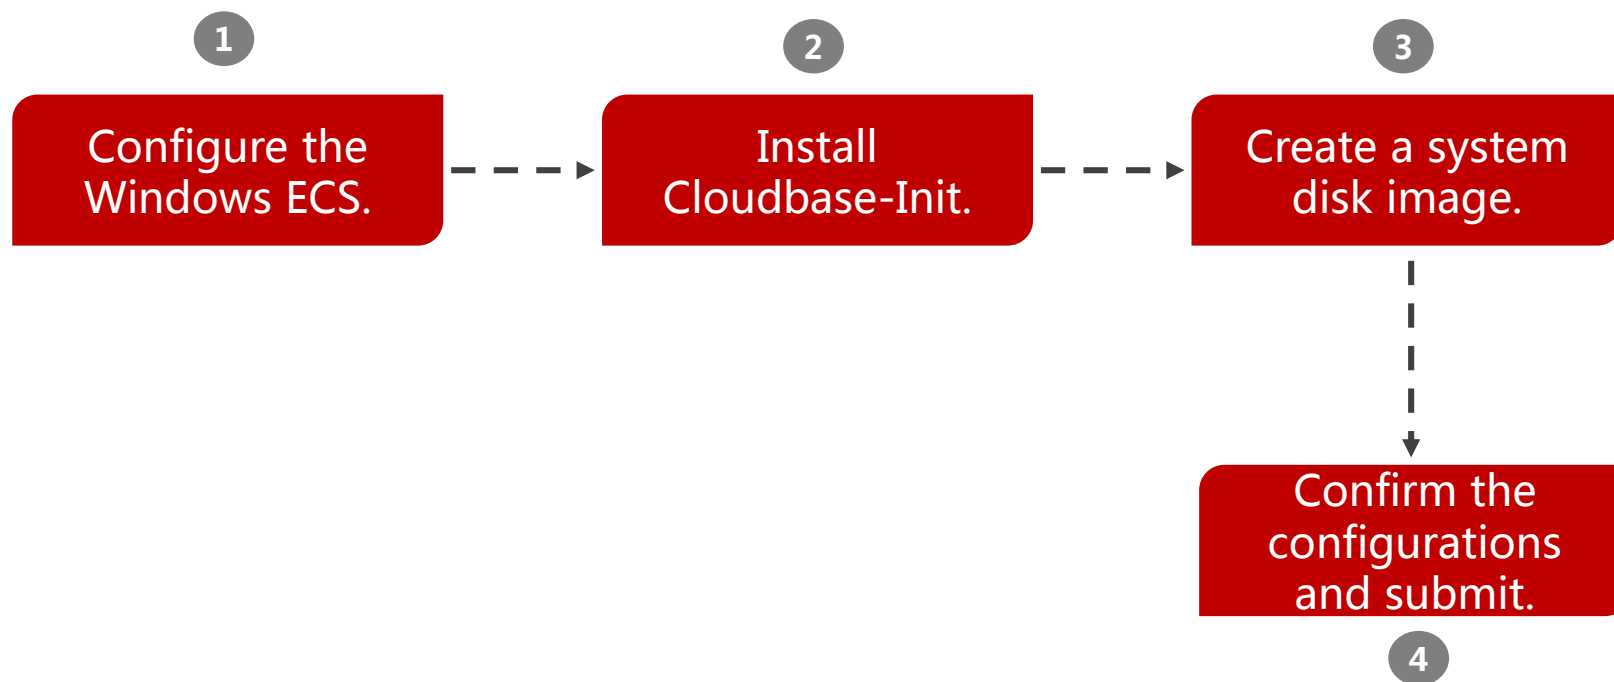 1
Configure the
Windows ECS.
2
Install
Cloudbase-Init.
3
Create a system
disk image.
Confirm the
configurations
and submit.
4